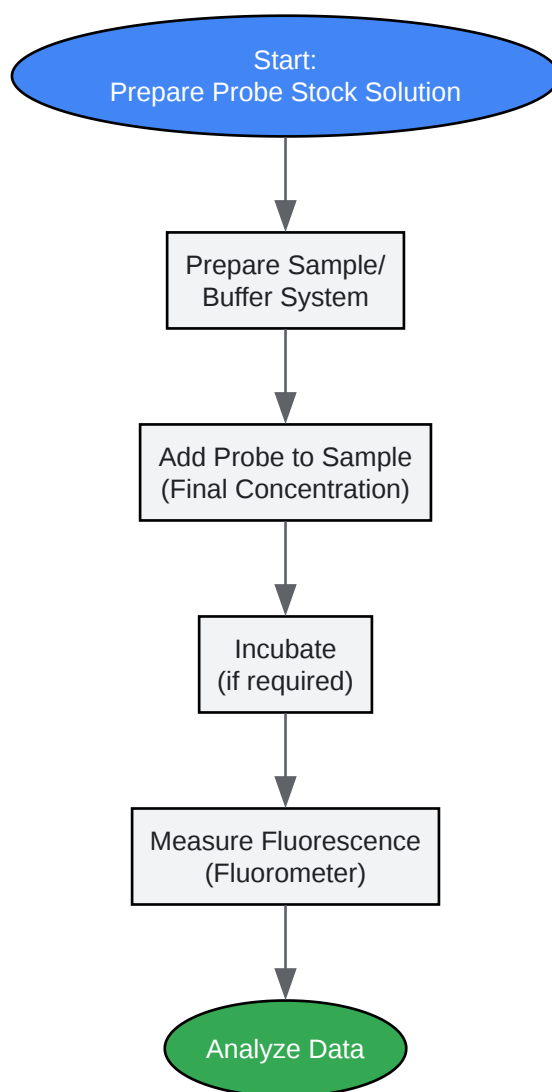 Start:
Prepare Probe Stock Solution
Prepare Sample/
Buffer System
Add Probe to Sample
(Final Concentration)
Incubate
(if required)
Measure Fluorescence
(Fluorometer)
Analyze Data